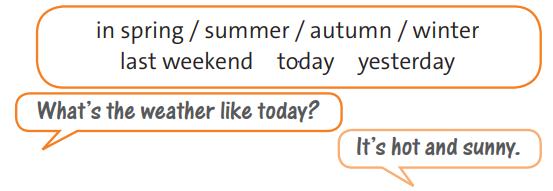 in spring / summer / autumn / winter
last weekend today yesterday
What's the weather like today?
It's hot and sunny.